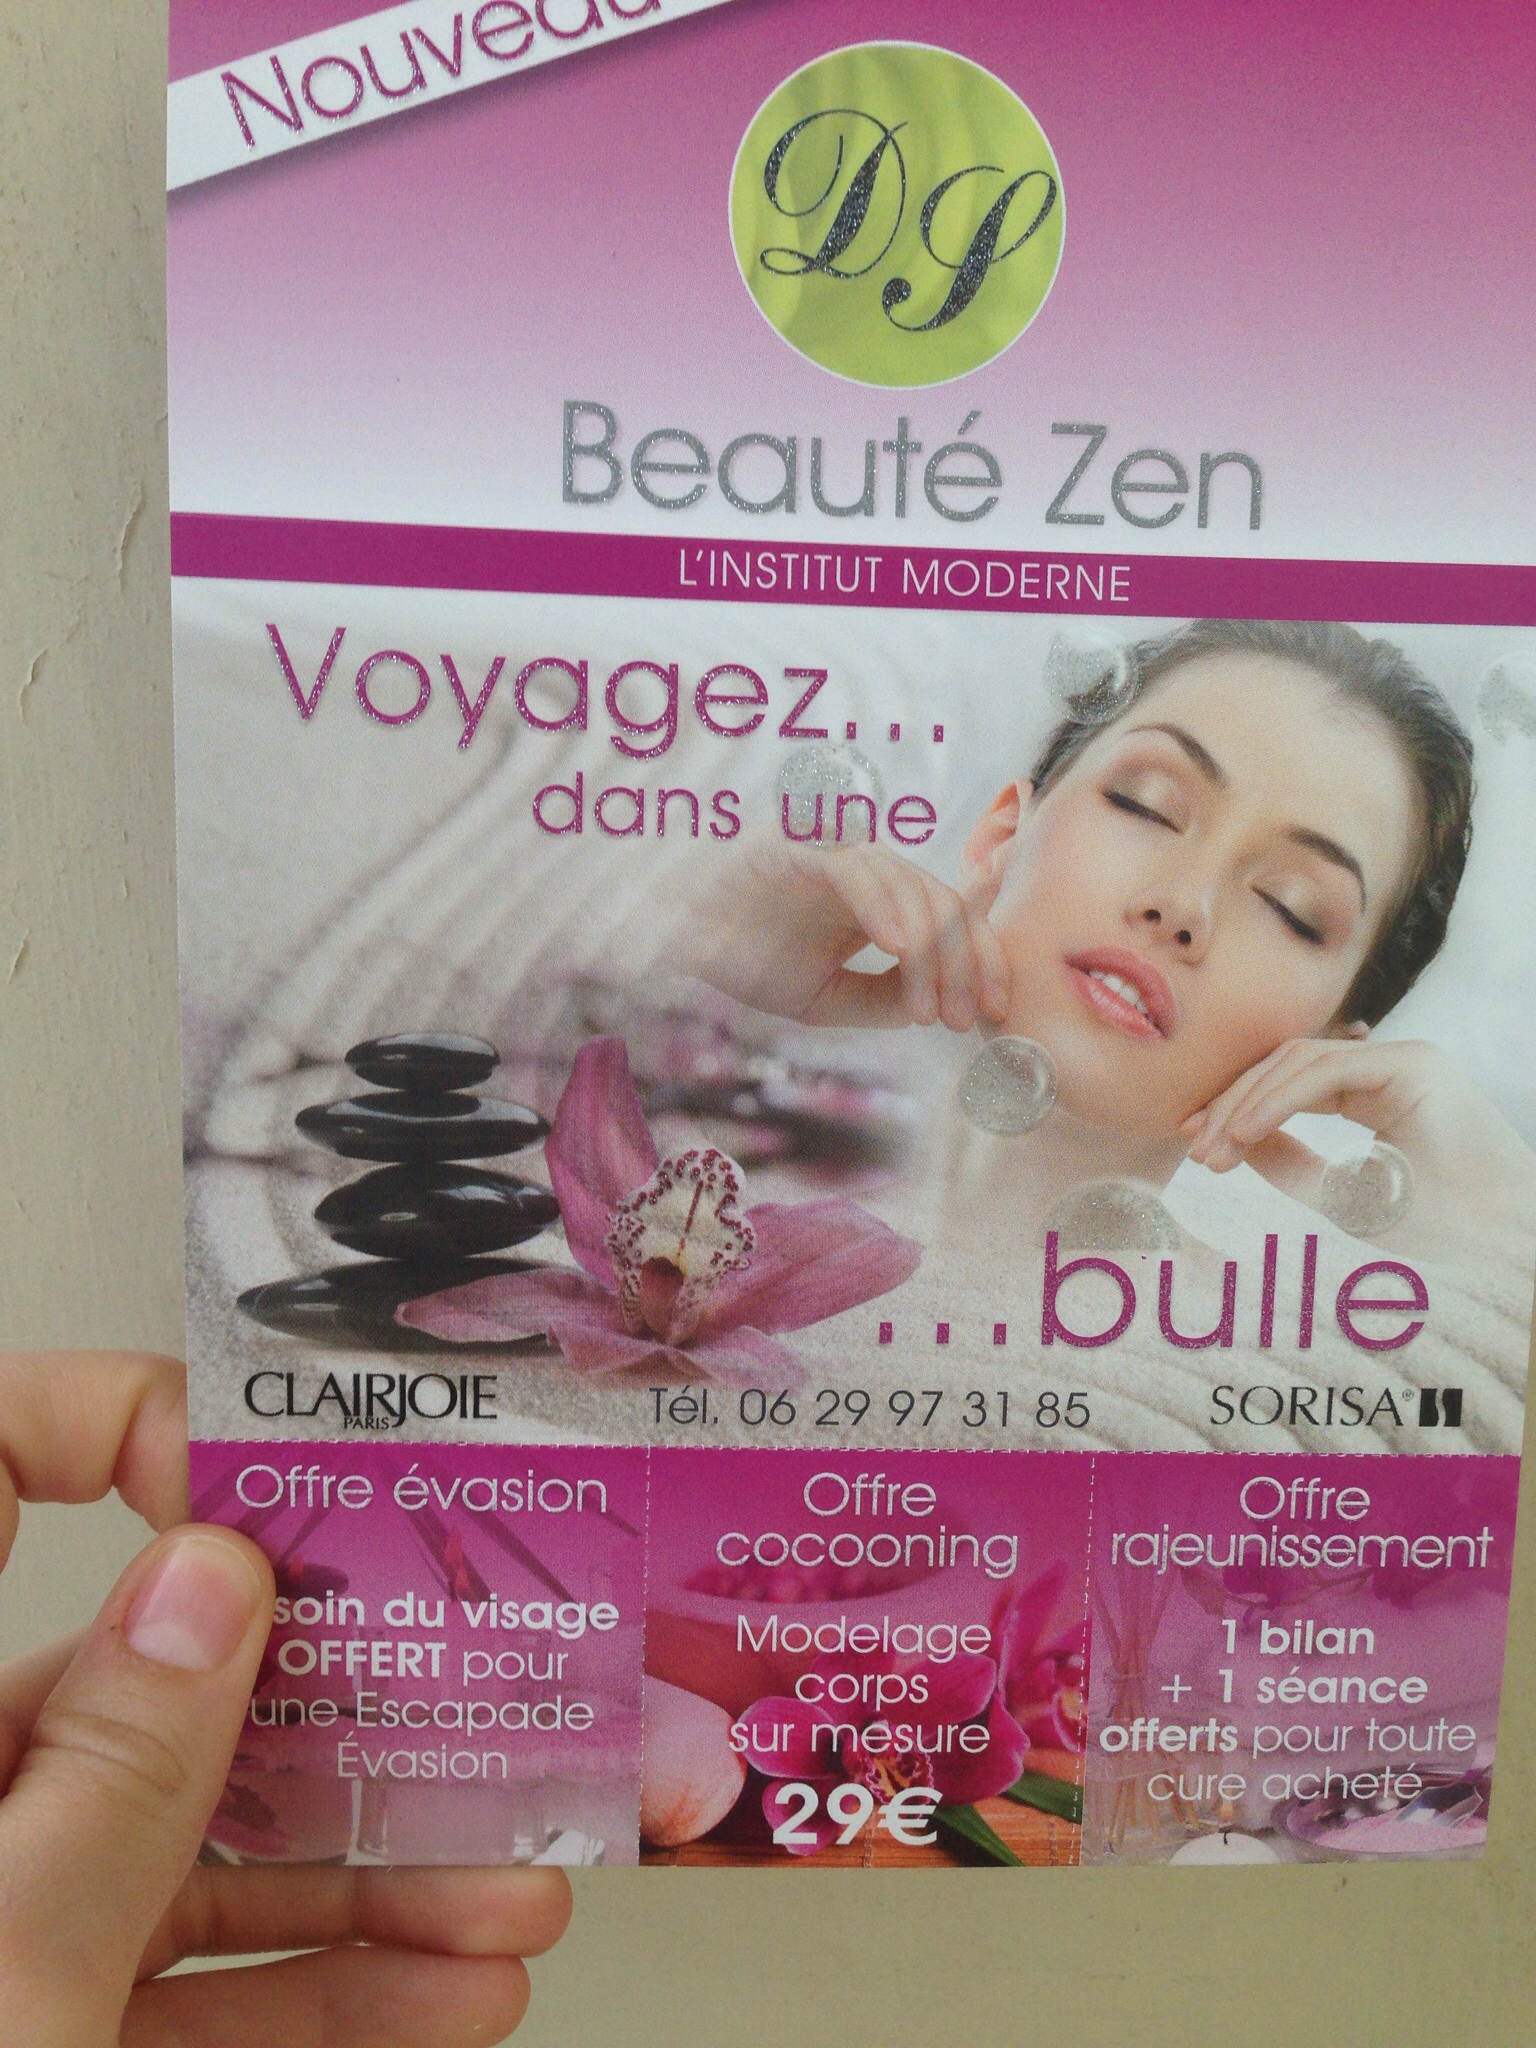 Nouveau
DS
Beauté Zen
L'INSTITUT MODERNE
Voyagez...
dans une
...bulle
CLAIRJOIE
PARIS
Tél. 06 29 97 31 85
SORISA®
Offre évasion
soin du visage
OFFERT pour
une Escapade
Évasion
Offre
cocooning
Modelage
corps
sur mesure
29€
Offre
rajeunissement
1 bilan
+ 1 séance
offerts pour toute
cure acheté